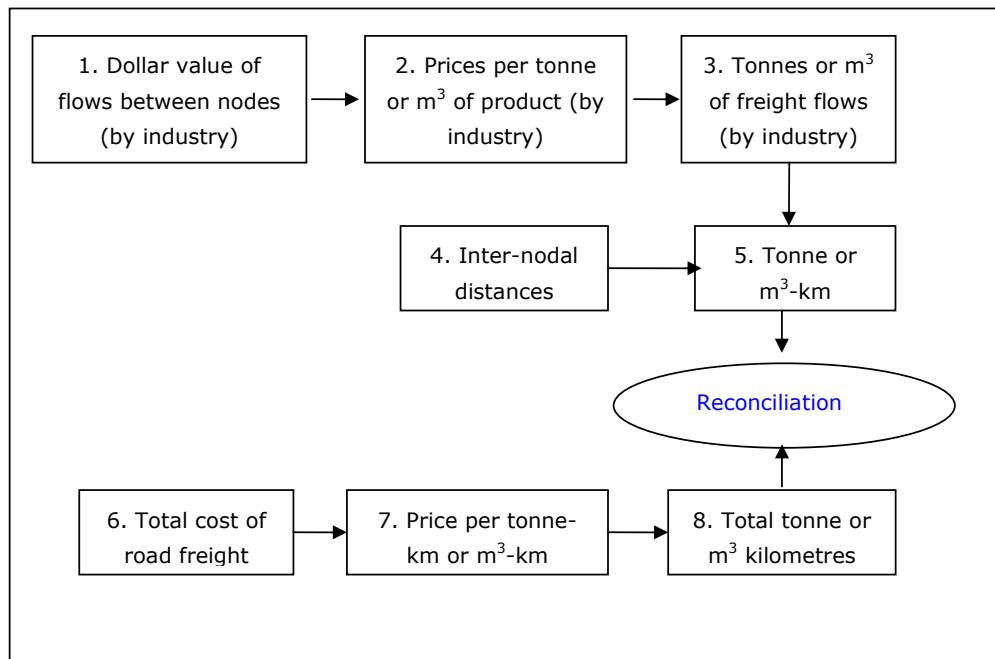 1. Dollar value of
flows between nodes
(by industry)
2. Prices per tonne
or m³ of product (by
industry)
3. Tonnes or m³
of freight flows
(by industry)
4. Inter-nodal
distances
5. Tonne or
m³-km
Reconciliation
6. Total cost of
road freight
7. Price per tonne-
km or m³-km
8. Total tonne or
m³ kilometres